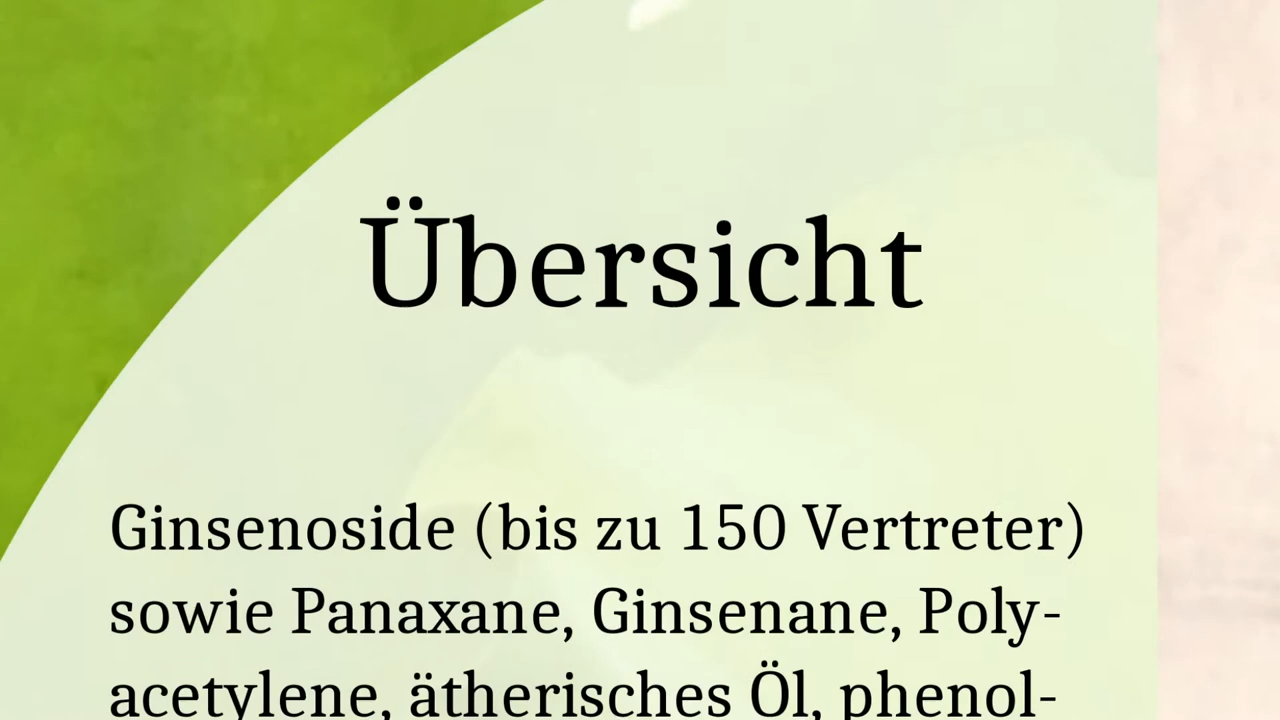 Übersicht
Ginsenoside (bis zu 150 Vertreter)
sowie Panaxane, Ginsenane, Poly-
acetylene, ätherisches Öl, phenol-